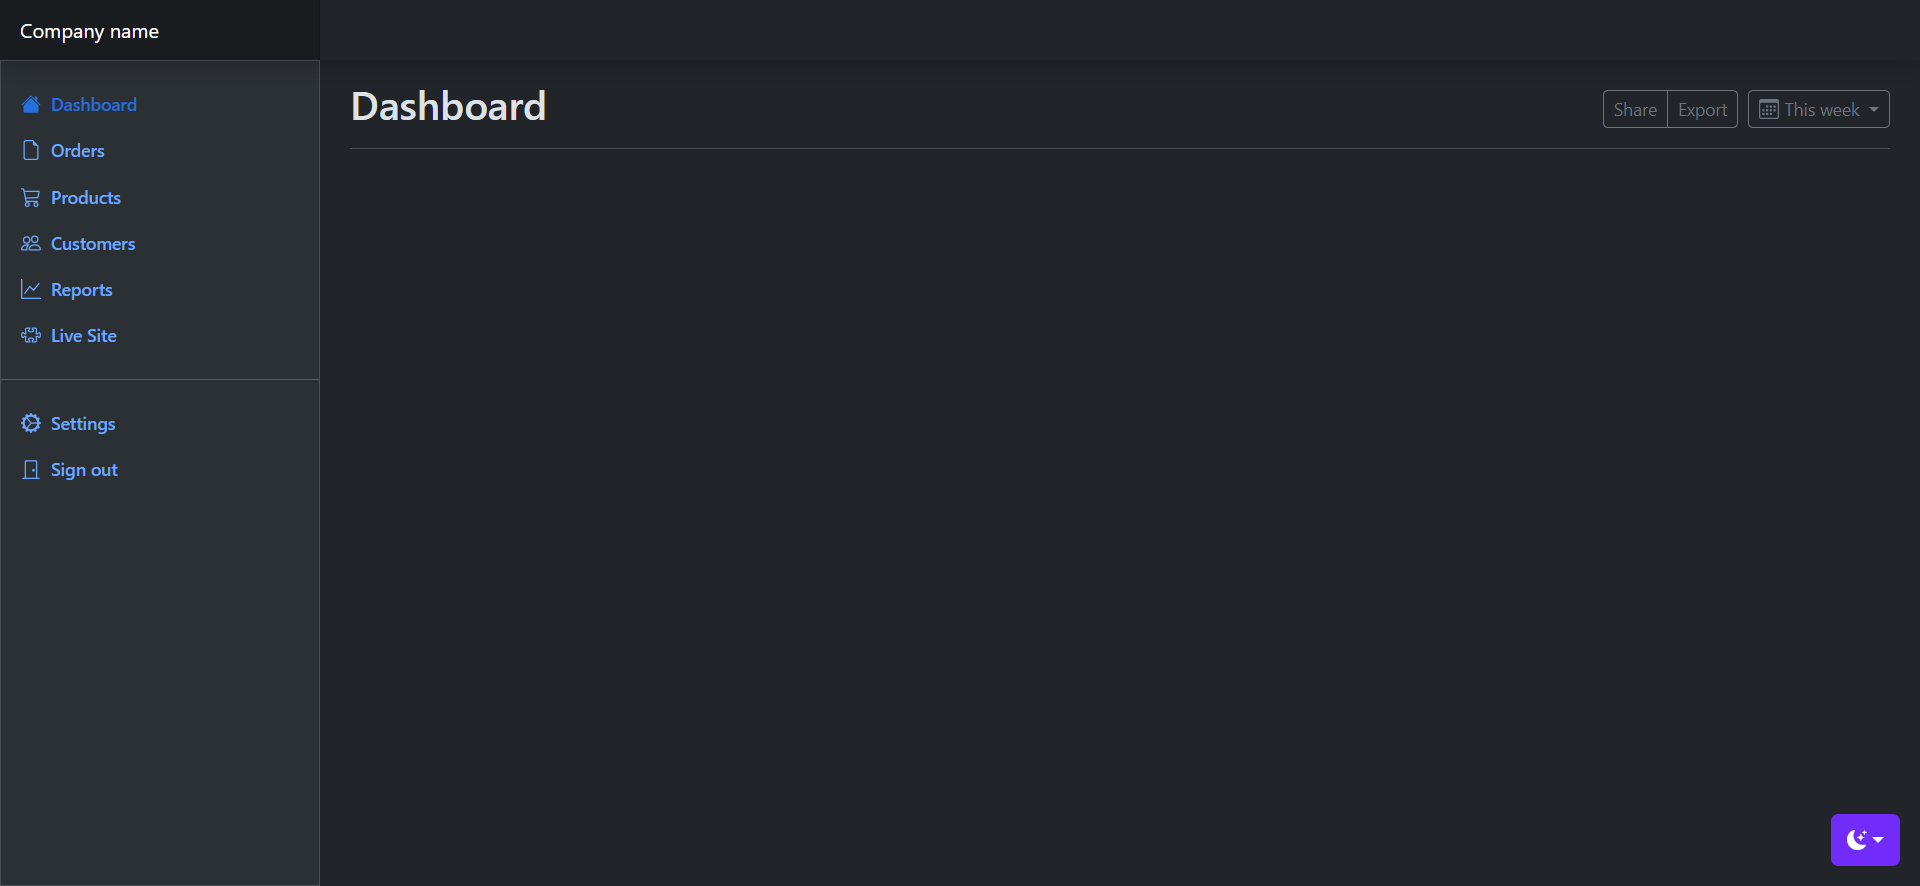 Company name
Dashboard
Orders
Products
Customers
Reports
Live Site
Settings
Sign out
Dashboard
Share Export This week